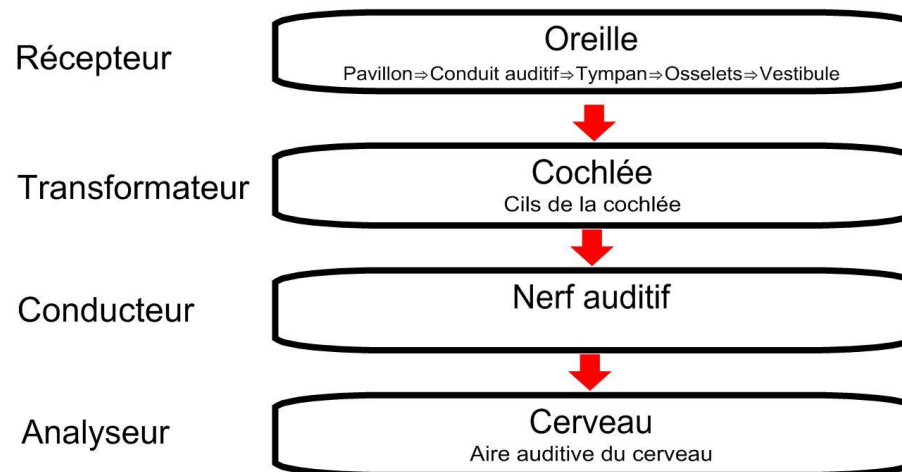 Récepteur
Oreille
Pavillon⇒Conduit auditif⇒Tympan⇒Osselets⇒Vestibule
Transformateur
Cochlée
Cils de la cochlée
Conducteur
Nerf auditif
Analyseur
Cerveau
Aire auditive du cerveau